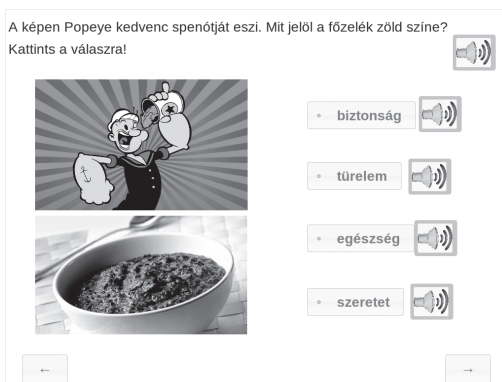 A képen Popeye kedvenc spenótját eszi. Mit jelöl a főzelék zöld színe?
Kattints a válaszra!
biztonság
türelem
egészség
szeretet
←
→